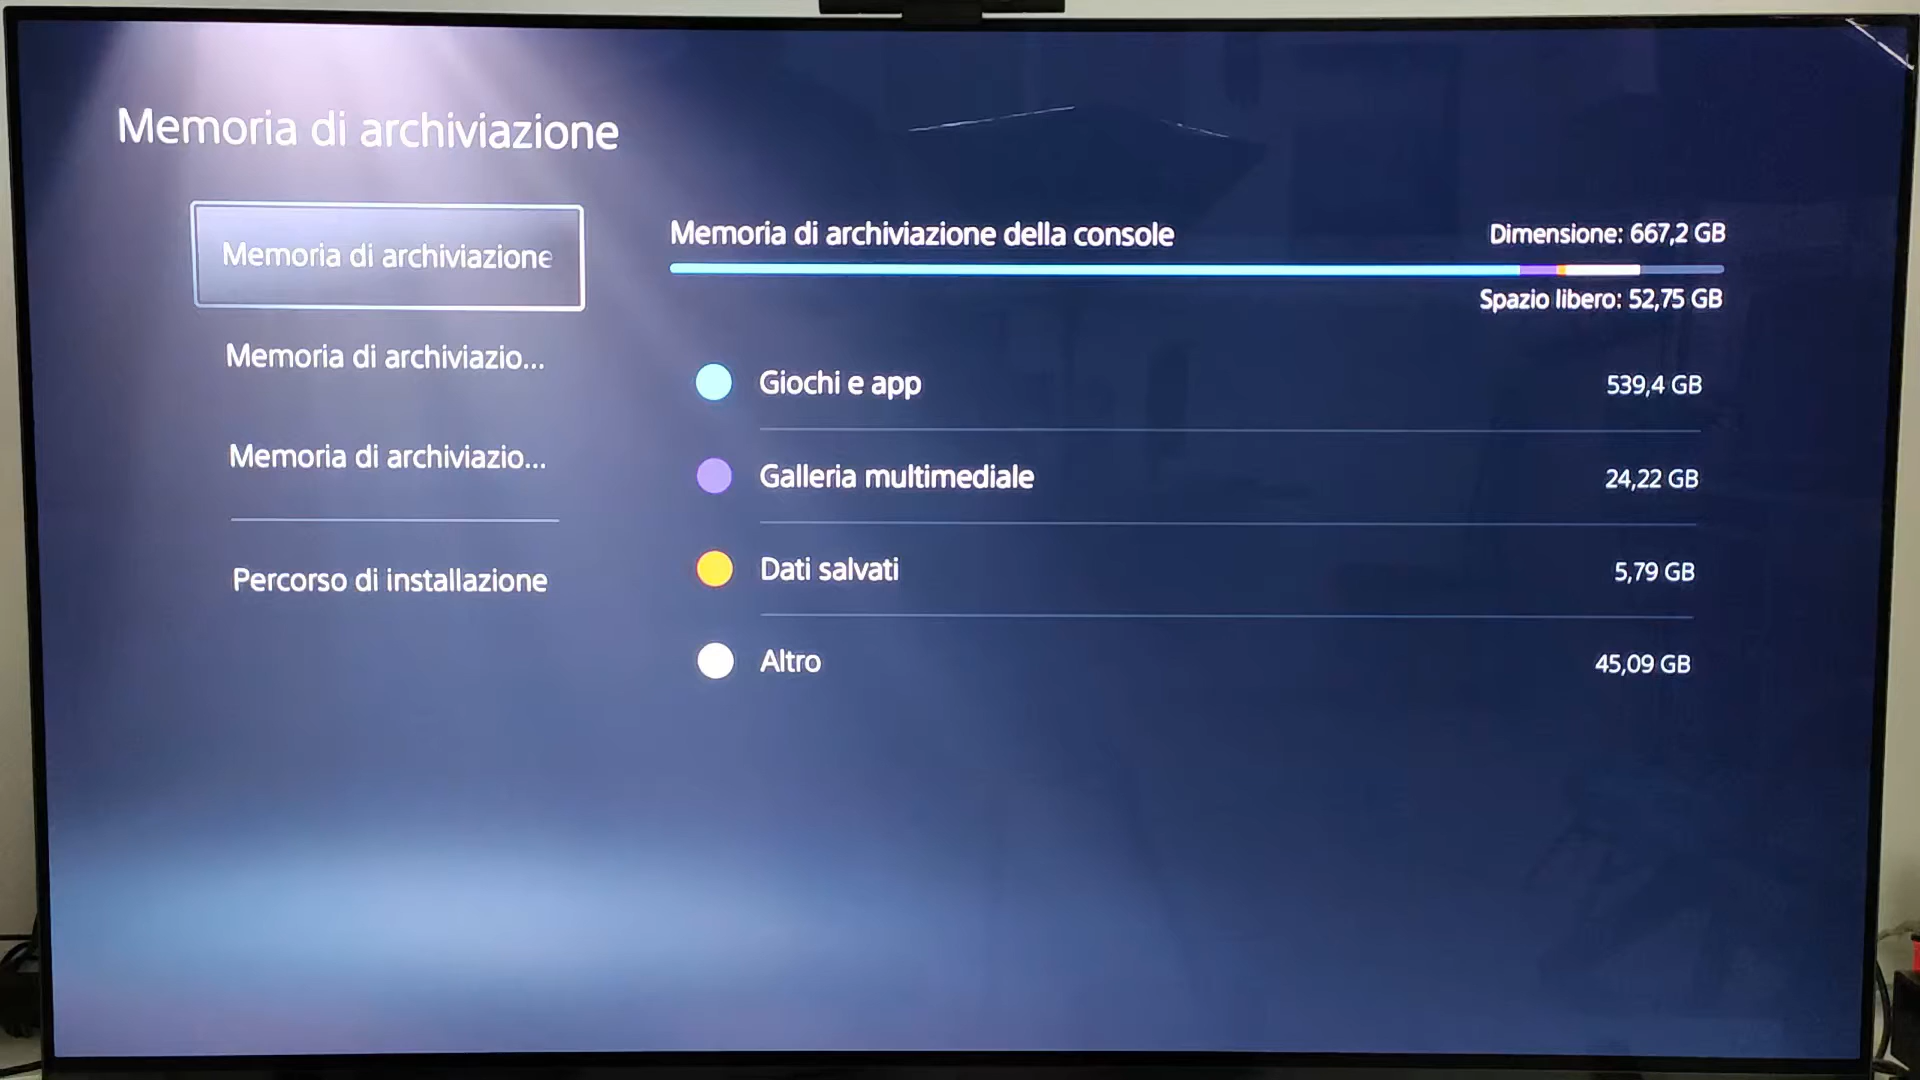 Memoria di archiviazione
Memoria di archiviazione
Memoria di archiviazio...
Memoria di archiviazio...
Percorso di installazione
Memoria di archiviazione della console
Dimensione: 667,2 GB
Spazio libero: 52,75 GB
Giochi e app
539,4 GB
Galleria multimediale
24,22 GB
Dati salvati
5,79 GB
Altro
45,09 GB